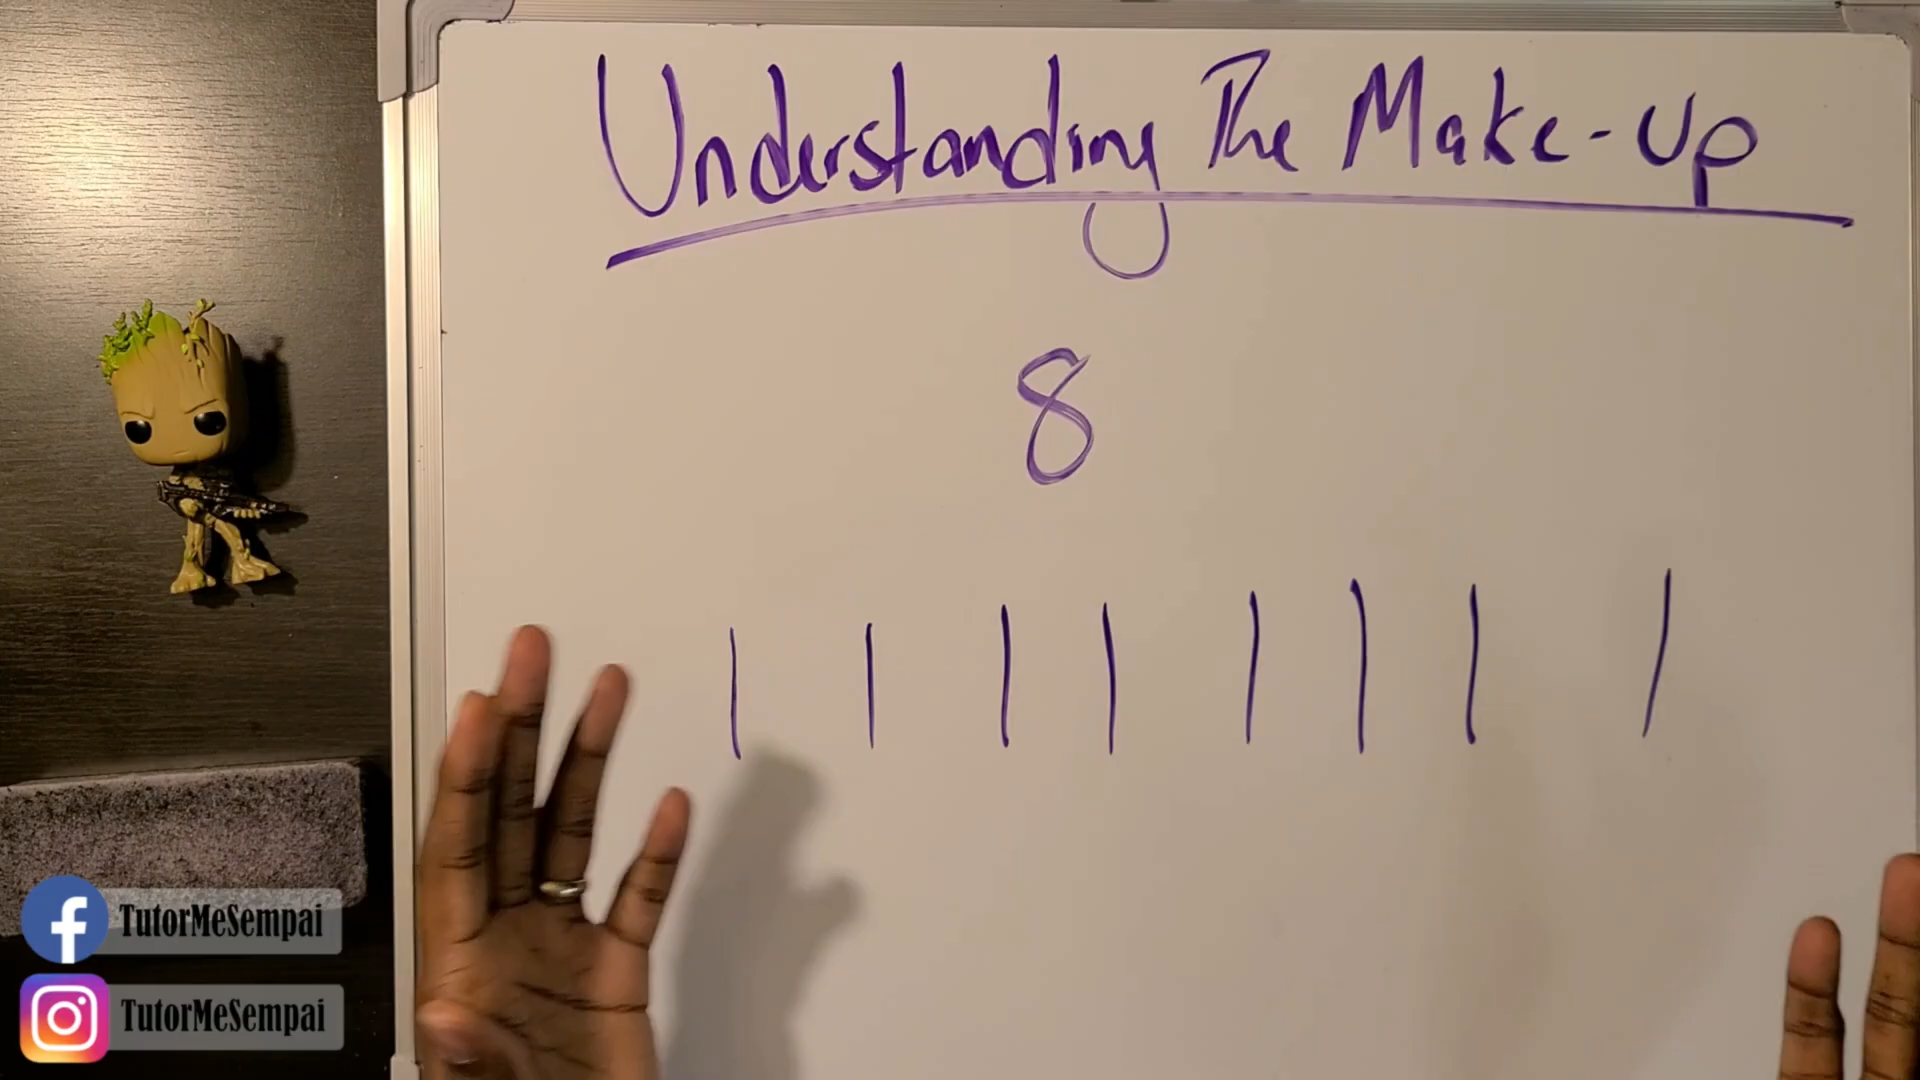 Understanding The Make-Up
8
| | | | | | | |
TutorMeSempai
TutorMeSempai